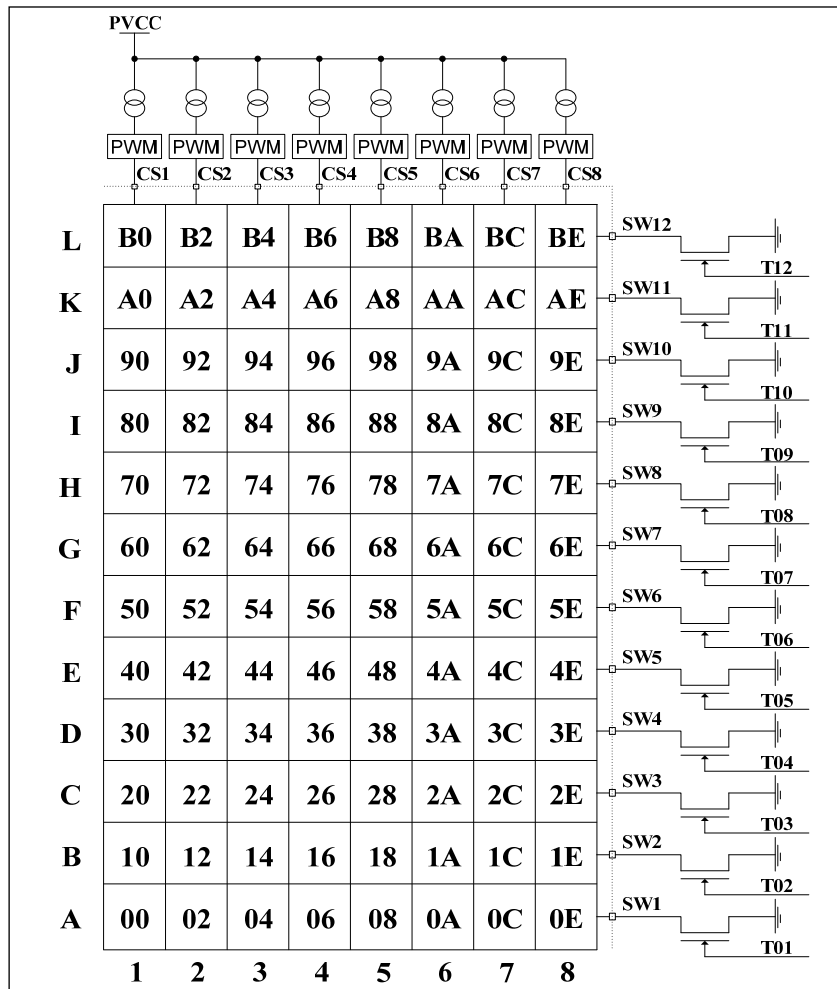 PVCC
PWM PWM PWM PWM PWM PWM PWM PWM
CS1 CS2 CS3 CS4 CS5 CS6 CS7 CS8
L B0 B2 B4 B6 B8 BA BC BE SW12
T12
K A0 A2 A4 A6 A8 AA AC AE SW11
T11
J 90 92 94 96 98 9A 9C 9E SW10
T10
I 80 82 84 86 88 8A 8C 8E SW9
T09
H 70 72 74 76 78 7A 7C 7E SW8
T08
G 60 62 64 66 68 6A 6C 6E SW7
T07
F 50 52 54 56 58 5A 5C 5E SW6
T06
E 40 42 44 46 48 4A 4C 4E SW5
T05
D 30 32 34 36 38 3A 3C 3E SW4
T04
C 20 22 24 26 28 2A 2C 2E SW3
T03
B 10 12 14 16 18 1A 1C 1E SW2
T02
A 00 02 04 06 08 0A 0C 0E SW1
T01
1 2 3 4 5 6 7 8